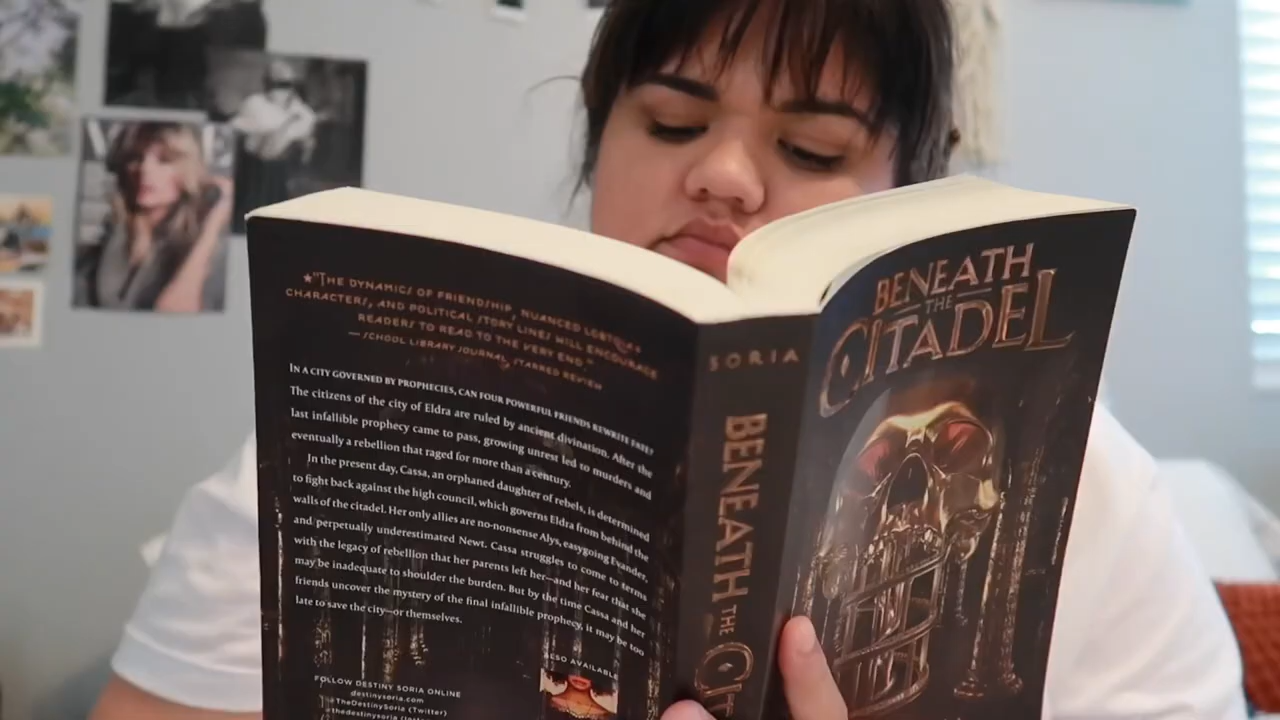 ★"THE DYNAMICS OF FRIENDSHIP, NUANCED LGBTQIA+
CHARACTERS, AND POLITICAL STORY LINES WILL ENCOURAGE
READERS TO READ TO THE VERY END."
—SCHOOL LIBRARY JOURNAL, STARRED REVIEW
IN A CITY GOVERNED BY PROPHECIES, CAN FOUR POWERFUL FRIENDS REWRITE FATE?
The citizens of the city of Eldra are ruled by ancient divination. After the
last infallible prophecy came to pass, growing unrest led to murders and
eventually a rebellion that raged for more than a century.
In the present day, Cassa, an orphaned daughter of rebels, is determined
to fight back against the high council, which governs Eldra from behind the
walls of the citadel. Her only allies are no-nonsense Alys, easygoing Evander,
and perpetually underestimated Newt. Cassa struggles to come to terms
with the legacy of rebellion that her parents left her—and her fear that she
may be inadequate to shoulder the burden. But by the time Cassa and her
friends uncover the mystery of the final infallible prophecy, it may be too
late to save the city—or themselves.
ALSO AVAILABLE
FOLLOW DESTINY SORIA ONLINE
destinysoria.com
@TheDestinySoria (Twitter)
@thedestinysoria
SORIA
BENEATH THE CIT
BENEATH
THE
CITADEL